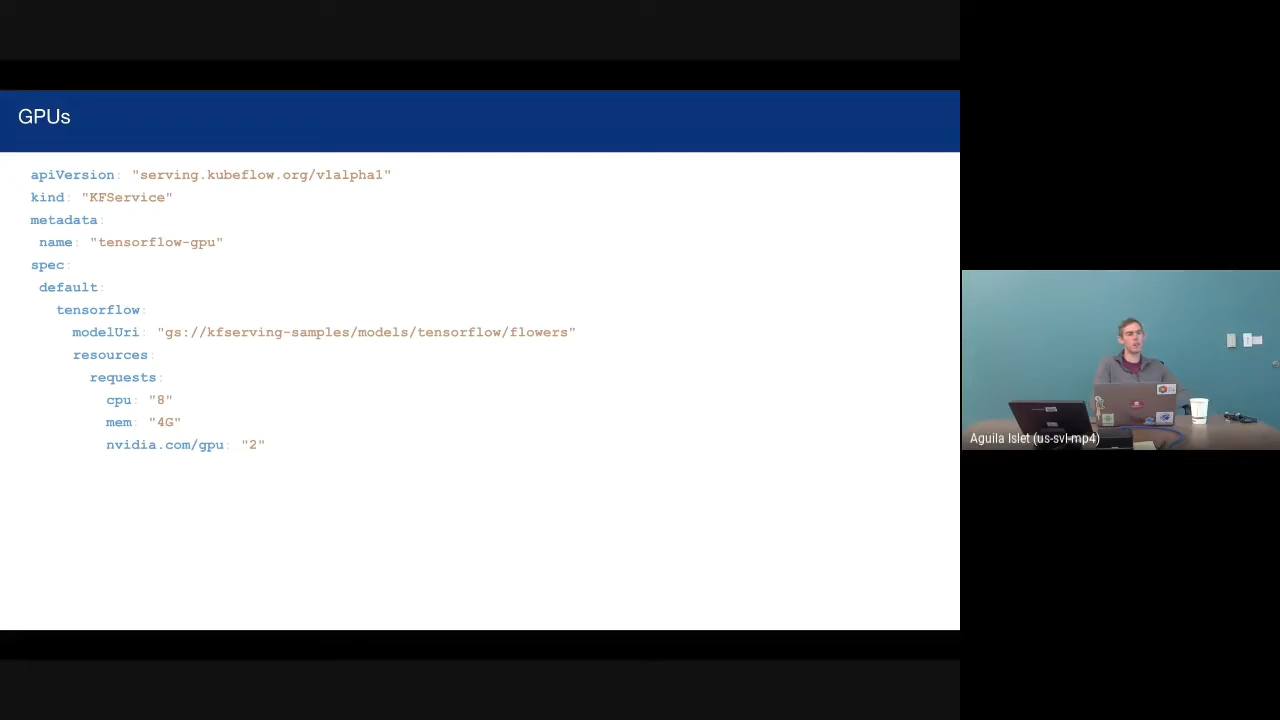 GPUs
apiVersion: "serving.kubeflow.org/v1alpha1"
kind: "KFService"
metadata:
name: "tensorflow-gpu"
spec:
default:
tensorflow:
modelUri: "gs://kfserving-samples/models/tensorflow/flowers"
resources:
requests:
cpu: "8"
mem: "4G"
nvidia.com/gpu: "2"
Aguila Islet (us-svl-mp4)